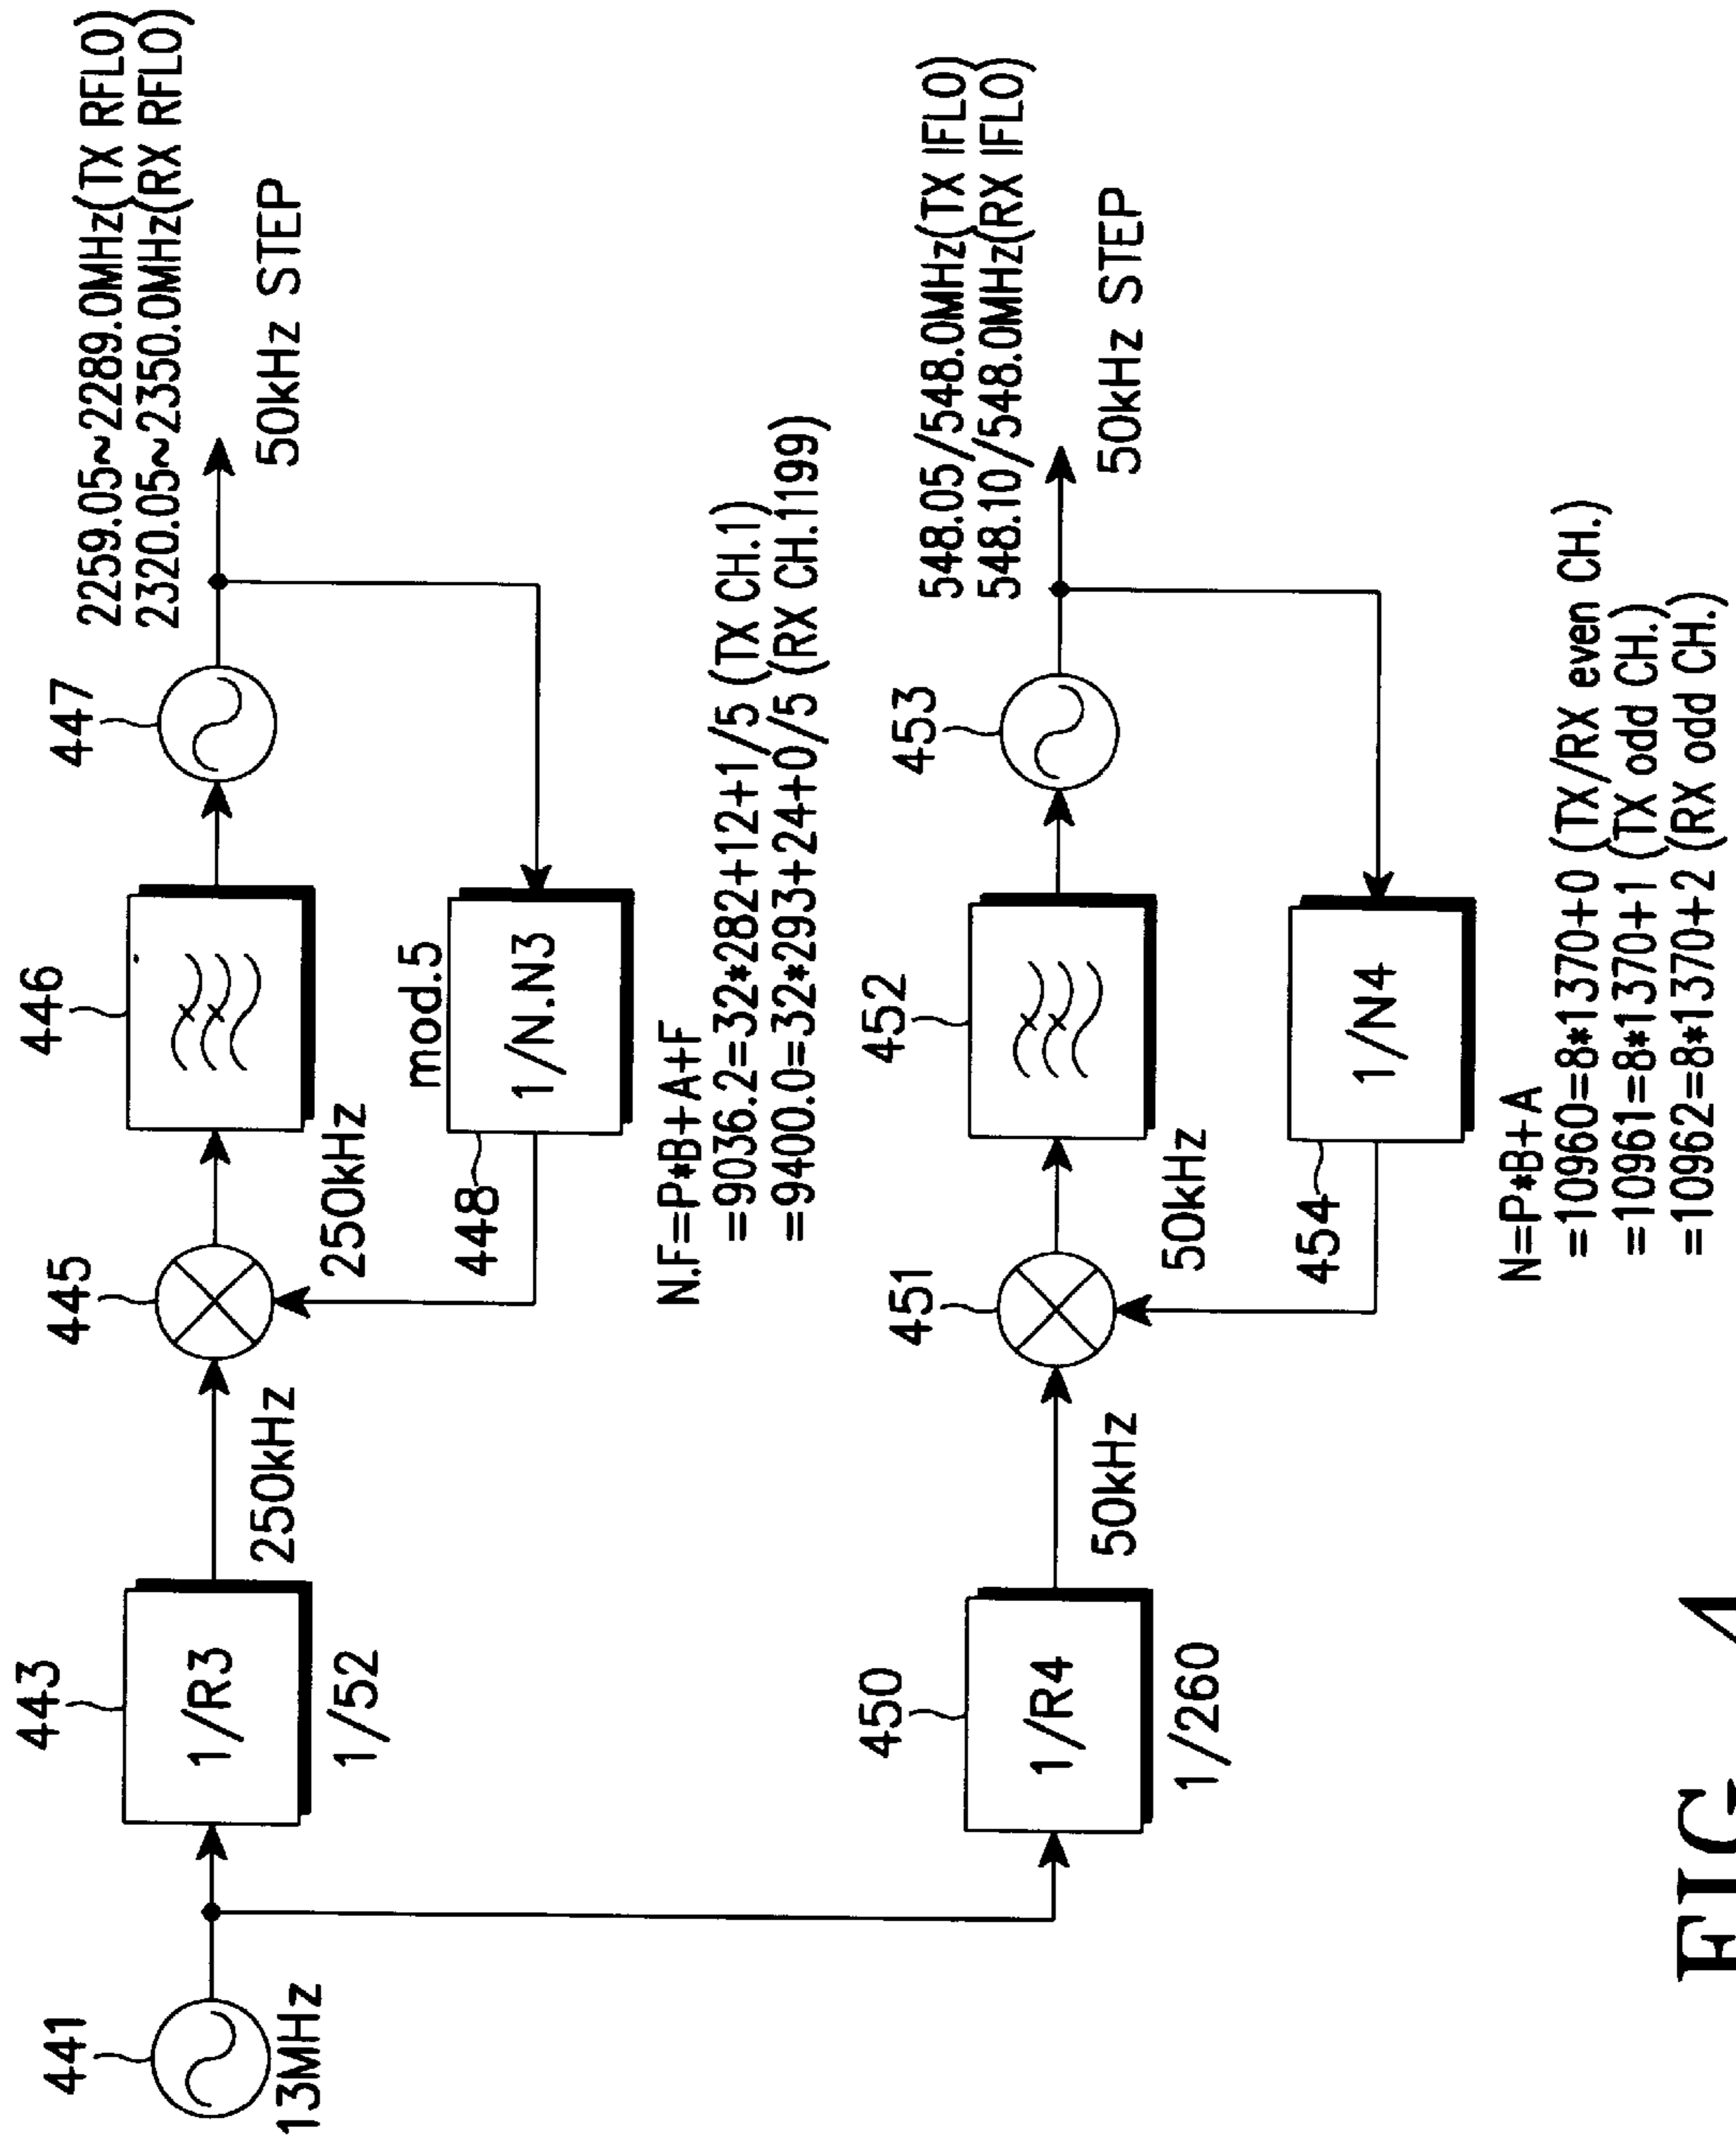 441
13MHz
443
1/R3
1/52
250kHz
445
250kHz
446
447
2259.05~2289.0MHz(TX RFLO)
2320.05~2350.0MHz(RX RFLO)
50kHz STEP
mod.5
1/N.N3
448
N.F=P*B+A+F
=9036.2=32*282+12+1/5 (TX CH.1)
=9400.0=32*293+24+0/5 (RX CH.1199)
450
1/R4
1/260
50kHz
451
50kHz
452
453
548.05/548.0MHz(TX IFLO)
548.10/548.0MHz(RX IFLO)
50kHz STEP
1/N4
454
N=P*B+A
=10960=8*1370+0 (TX/RX even CH.)
=10961=8*1370+1 (TX odd CH.)
=10962=8*1370+2 (RX odd CH.)
FIG. 4